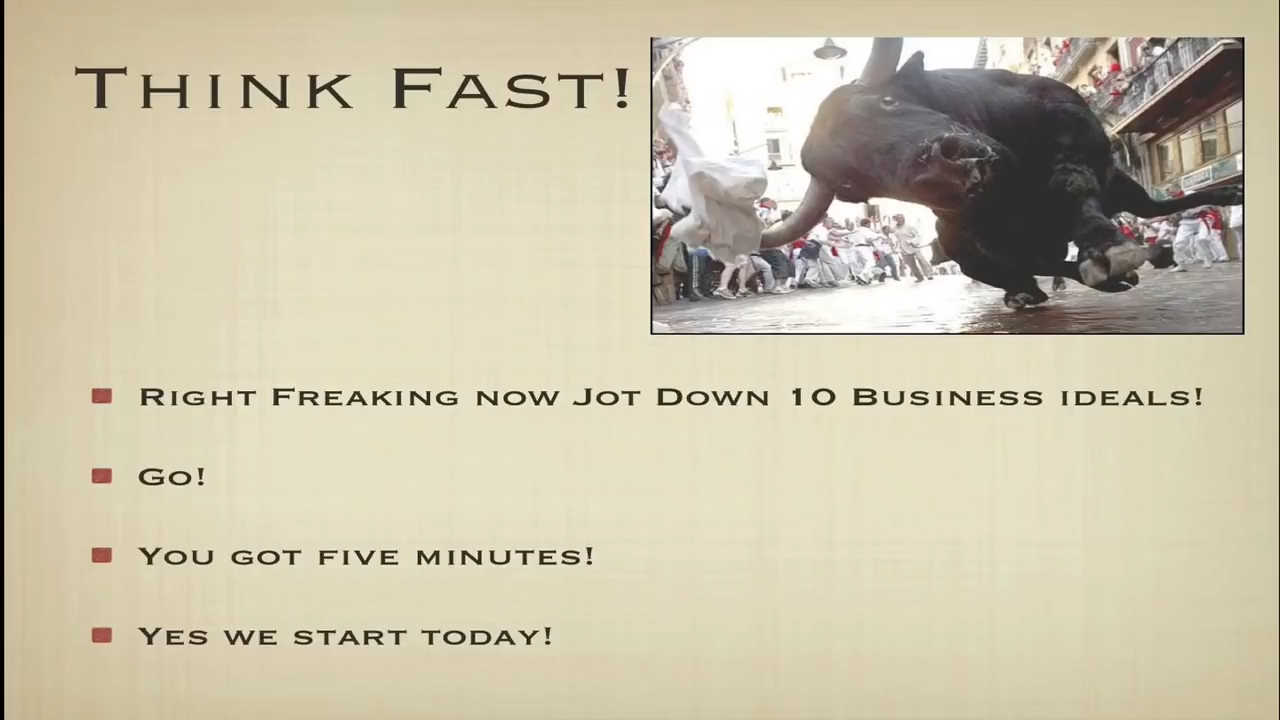 Think Fast!
Right Freaking now Jot Down 10 Business ideals!
Go!
You got five minutes!
Yes we start today!